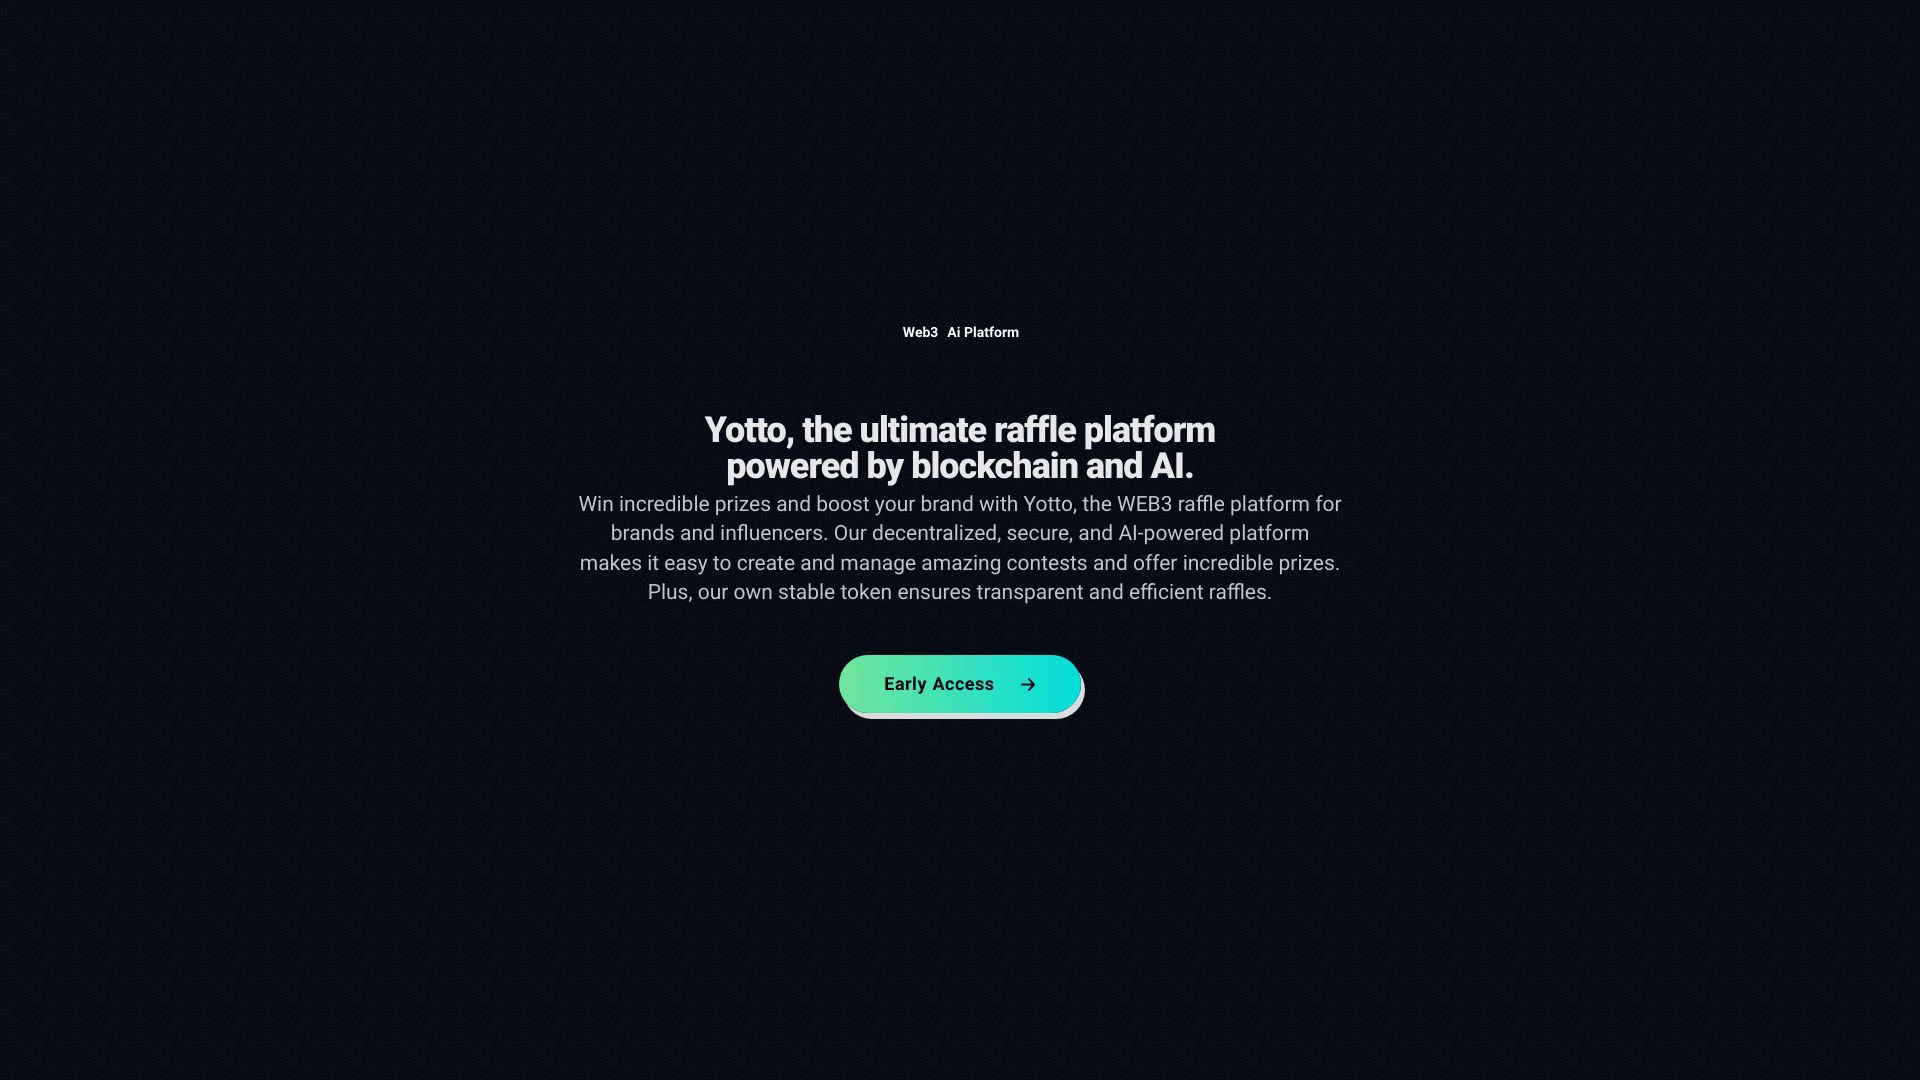 Web3 Ai Platform
Yotto, the ultimate raffle platform
powered by blockchain and AI.
Win incredible prizes and boost your brand with Yotto, the WEB3 raffle platform for
brands and influencers. Our decentralized, secure, and AI-powered platform
makes it easy to create and manage amazing contests and offer incredible prizes.
Plus, our own stable token ensures transparent and efficient raffles.
Early Access